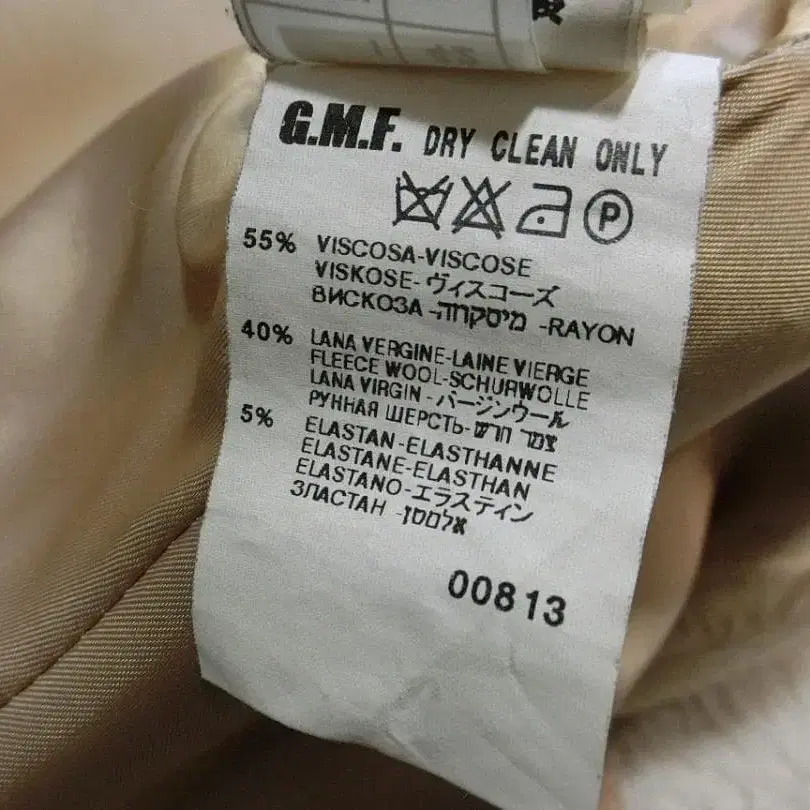 G.M.F. DRY CLEAN ONLY
P
55% VISCOSA-VISCOSE
VISKOSE-ヴィスコーズ
ВИСКОЗА-מיסקחה -RAYON
40% LANA VERGINE-LAINE VIERGE
FLEECE WOOL-SCHURWOLLE
LANA VIRGIN-バージンウール
РУННАЯ ШЕРСТЬ-צמר חדש
5% ELASTAN-ELASTHANNE
ELASTANE-ELASTHAN
ELASTANO-エラスティン
ЗЛАСТАН-אלסטן
00813